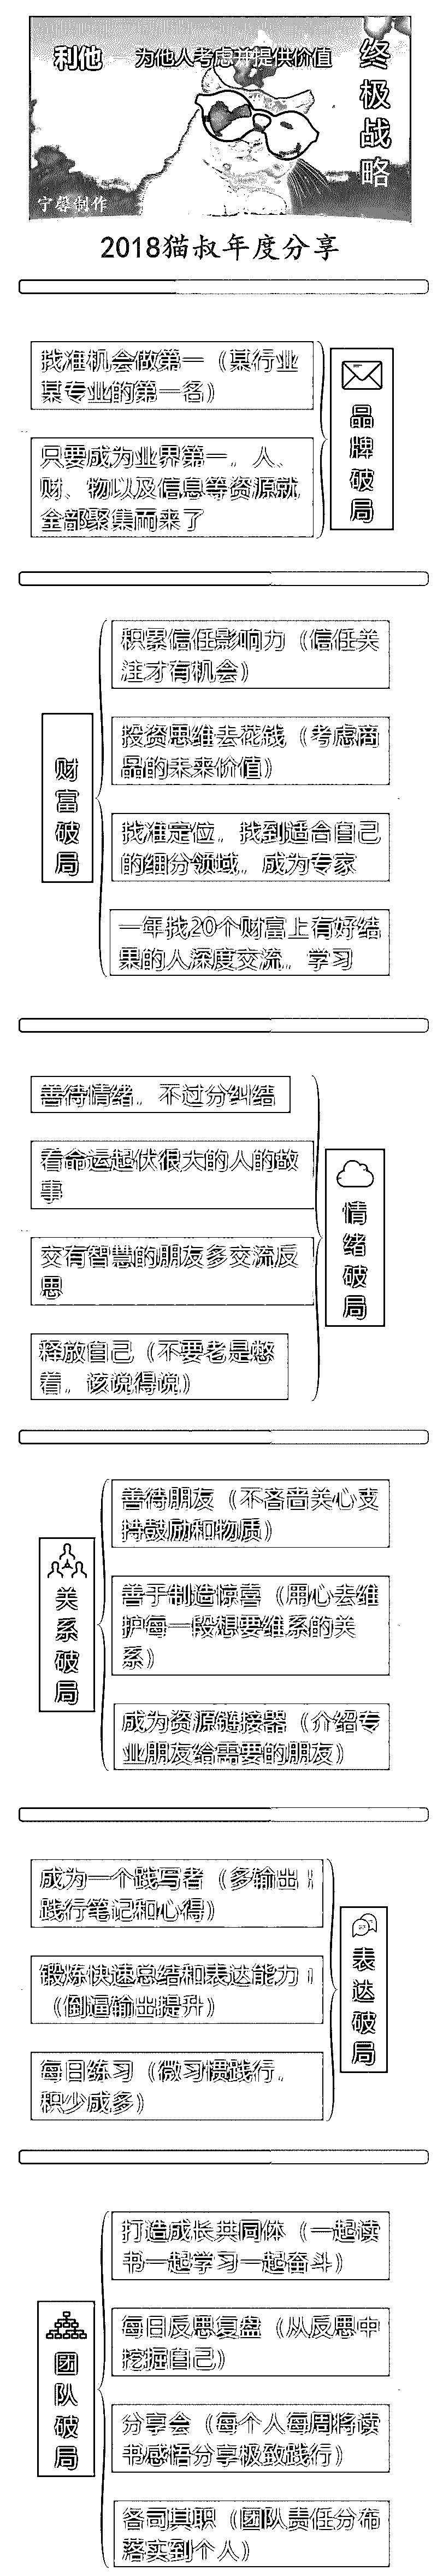 利他 为他人考虑并提供价值
终极战略
宁馨制作
2018猫叔年度分享
找准机会做第一（某行业
某专业的第一名）
只要成为业界第一，人、
财、物以及信息等资源就
全部聚集而来了
品牌破局
财富破局
积累信任影响力（信任关
注才有机会）
投资思维去花钱（考虑商
品的未来价值）
找准定位，找到适合自己
的细分领域，成为专家
一年找20个财富上有好结
果的人深度交流，学习
善待情绪，不过分纠结
看命运起伏很大的人的故
事
交有智慧的朋友多交流反
思
释放自己（不要老是憋
着，该说得说）
情绪破局
关系破局
善待朋友（不吝啬关心支
持鼓励和物质）
善于制造惊喜（用心去维
护每一段想要维系的关
系）
成为资源链接器（介绍专
业朋友给需要的朋友）
成为一个践写者（多输出
践行笔记和心得）
锻炼快速总结和表达能力
（倒逼输出提升）
每日练习（微习惯践行，
积少成多）
表达破局
团队破局
打造成长共同体（一起读
书一起学习一起奋斗）
每日反思复盘（从反思中
挖掘自己）
分享会（每个人每周将读
书感悟分享极致践行）
各司其职（团队责任分布
落实到个人）